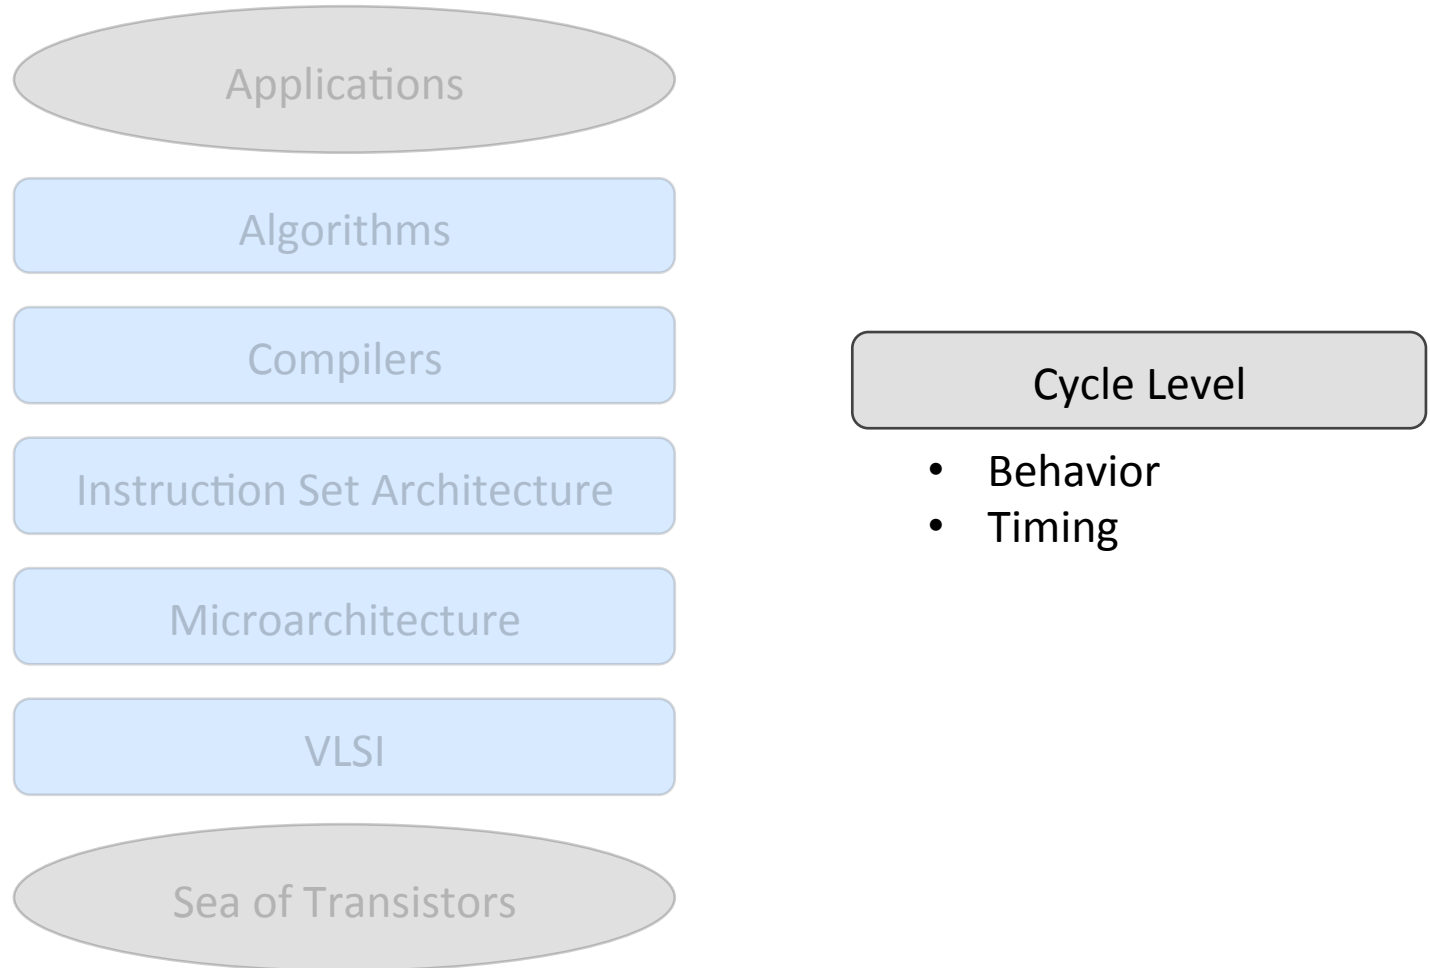 Applications
Algorithms
Compilers
Instruction Set Architecture
Microarchitecture
VLSI
Sea of Transistors
Cycle Level
• Behavior
• Timing